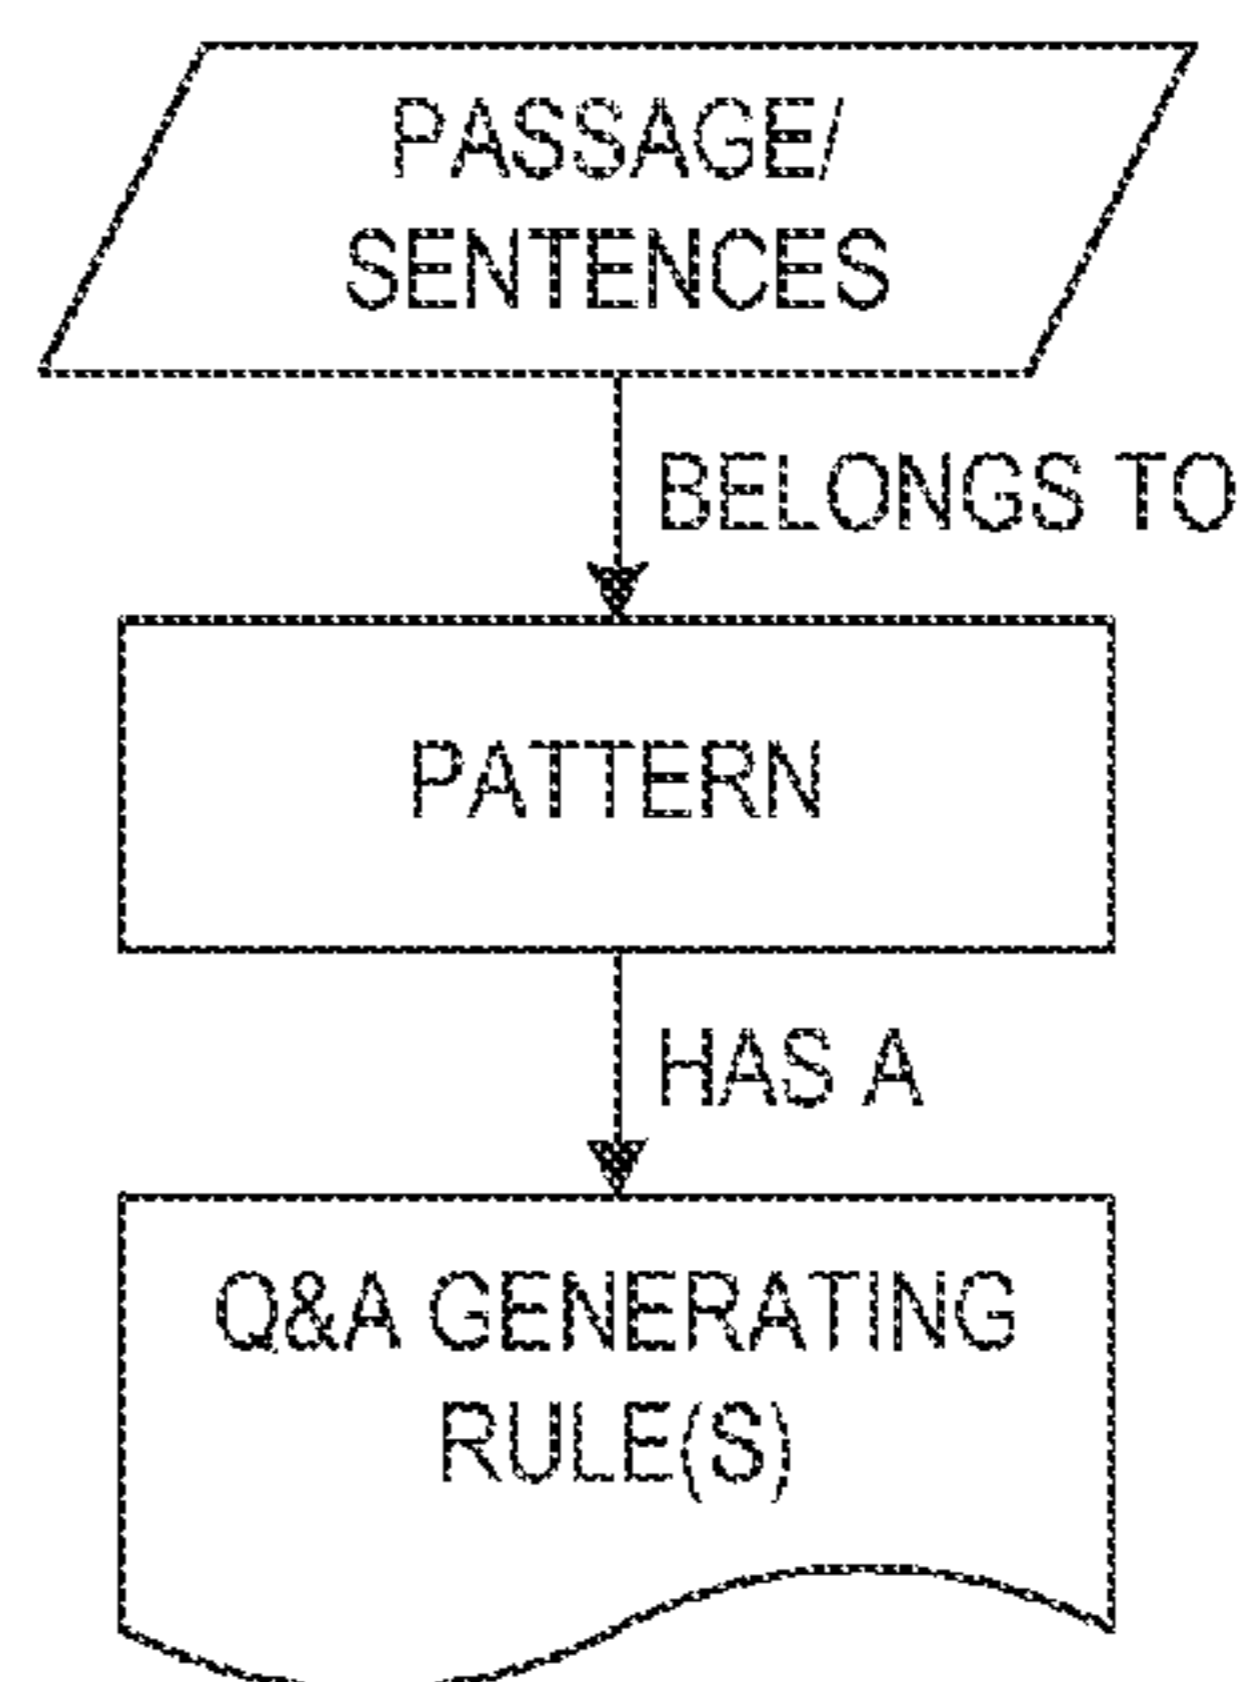 PASSAGE/
SENTENCES
BELONGS TO
PATTERN
HAS A
Q&A GENERATING
RULE(S)